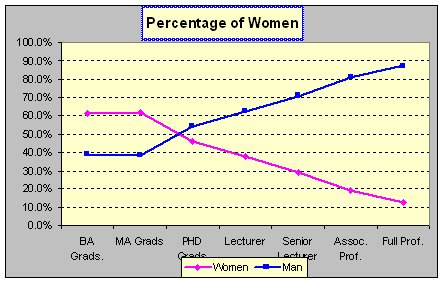 Percentage of Women
100.0%
90.0%
80.0%
70.0%
60.0%
50.0%
40.0%
30.0%
20.0%
10.0%
0.0%
BA Grads.
MA Grads
PHD Grads
Lecturer
Senior Lecturer
Assoc. Prof.
Full Prof.
Women
Man